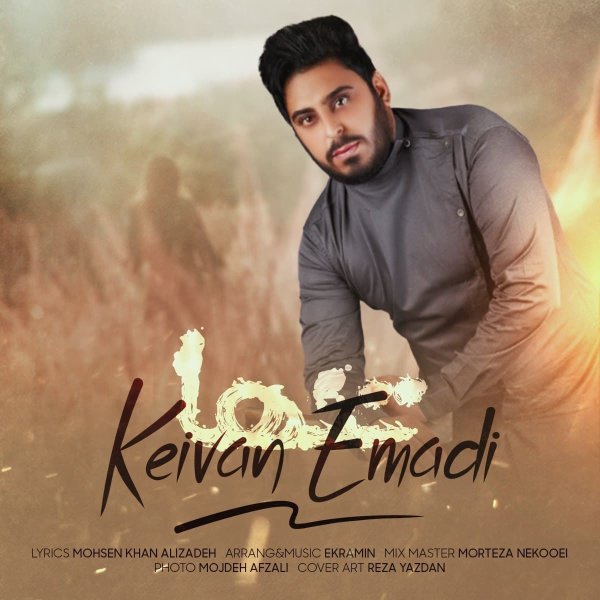 Keivan Emadi
LYRICS MOHSEN KHAN ALIZADEH ARRANG&MUSIC EKRAMIN MIX MASTER MORTEZA NEKOOEI
PHOTO MOJDEH AFZALI COVER ART REZA YAZDAN